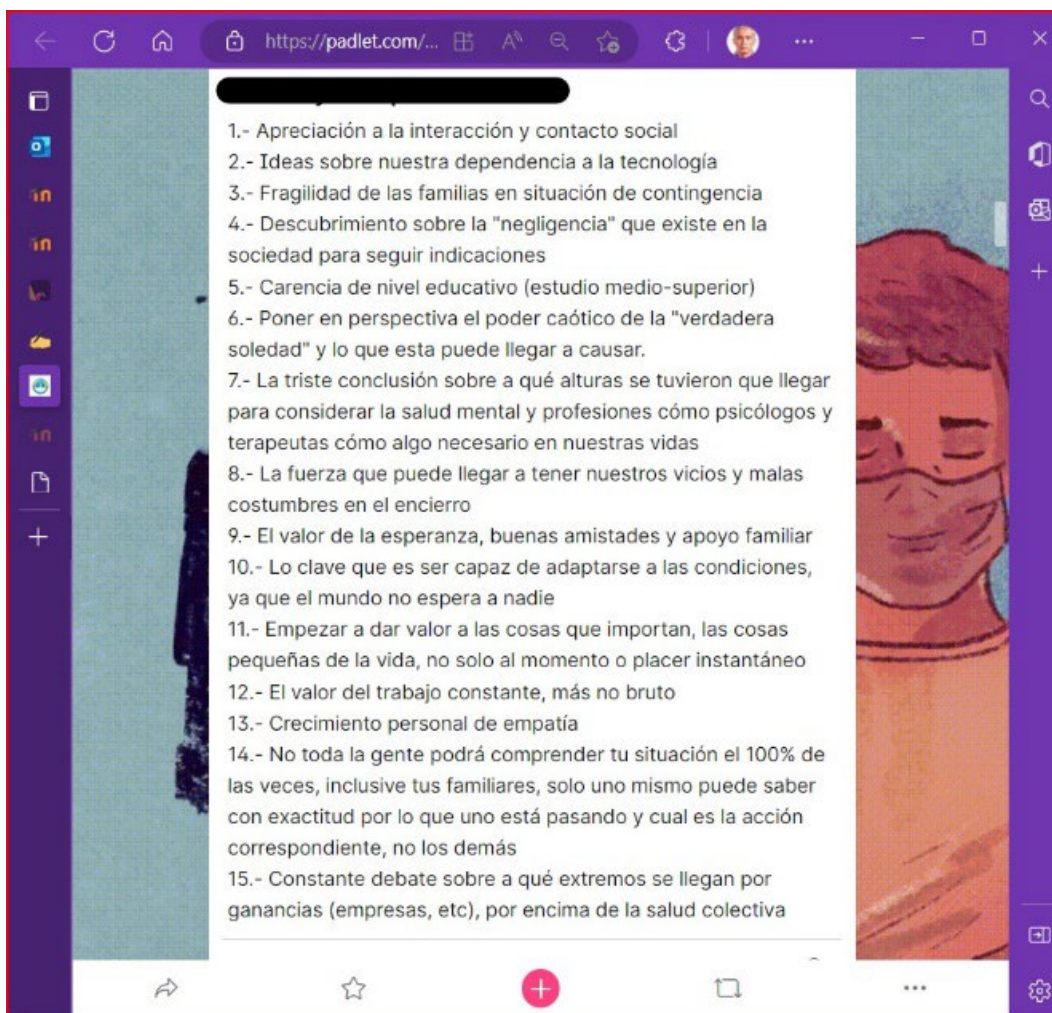 https://padlet.com/...
1.- Apreciación a la interacción y contacto social
2.- Ideas sobre nuestra dependencia a la tecnología
3.- Fragilidad de las familias en situación de contingencia
4.- Descubrimiento sobre la "negligencia" que existe en la
sociedad para seguir indicaciones
5.- Carencia de nivel educativo (estudio medio-superior)
6.- Poner en perspectiva el poder caótico de la "verdadera
soledad" y lo que esta puede llegar a causar.
7.- La triste conclusión sobre a qué alturas se tuvieron que llegar
para considerar la salud mental y profesiones cómo psicólogos y
terapeutas cómo algo necesario en nuestras vidas
8.- La fuerza que puede llegar a tener nuestros vicios y malas
costumbres en el encierro
9.- El valor de la esperanza, buenas amistades y apoyo familiar
10.- Lo clave que es ser capaz de adaptarse a las condiciones,
ya que el mundo no espera a nadie
11.- Empezar a dar valor a las cosas que importan, las cosas
pequeñas de la vida, no solo al momento o placer instantáneo
12.- El valor del trabajo constante, más no bruto
13.- Crecimiento personal de empatía
14.- No toda la gente podrá comprender tu situación el 100% de
las veces, inclusive tus familiares, solo uno mismo puede saber
con exactitud por lo que uno está pasando y cual es la acción
correspondiente, no los demás
15.- Constante debate sobre a qué extremos se llegan por
ganancias (empresas, etc), por encima de la salud colectiva